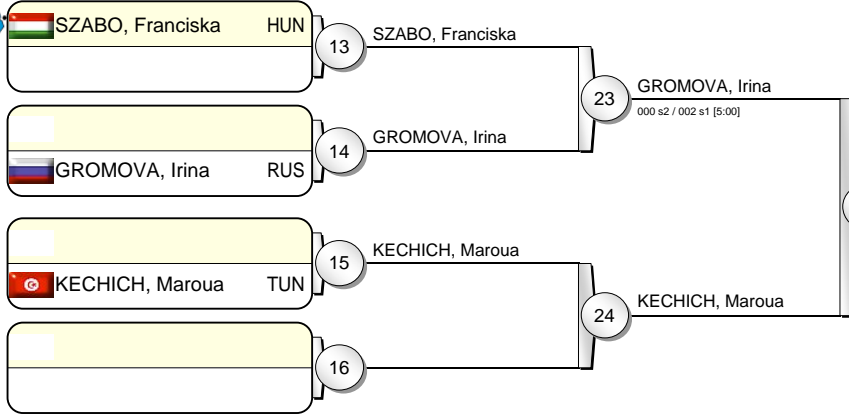 SZABO, Franciska HUN
13
SZABO, Franciska
23
GROMOVA, Irina
000 s2 / 002 s1 [5:00]
14
GROMOVA, Irina
GROMOVA, Irina RUS
15
KECHICH, Maroua
KECHICH, Maroua TUN
24
KECHICH, Maroua
16